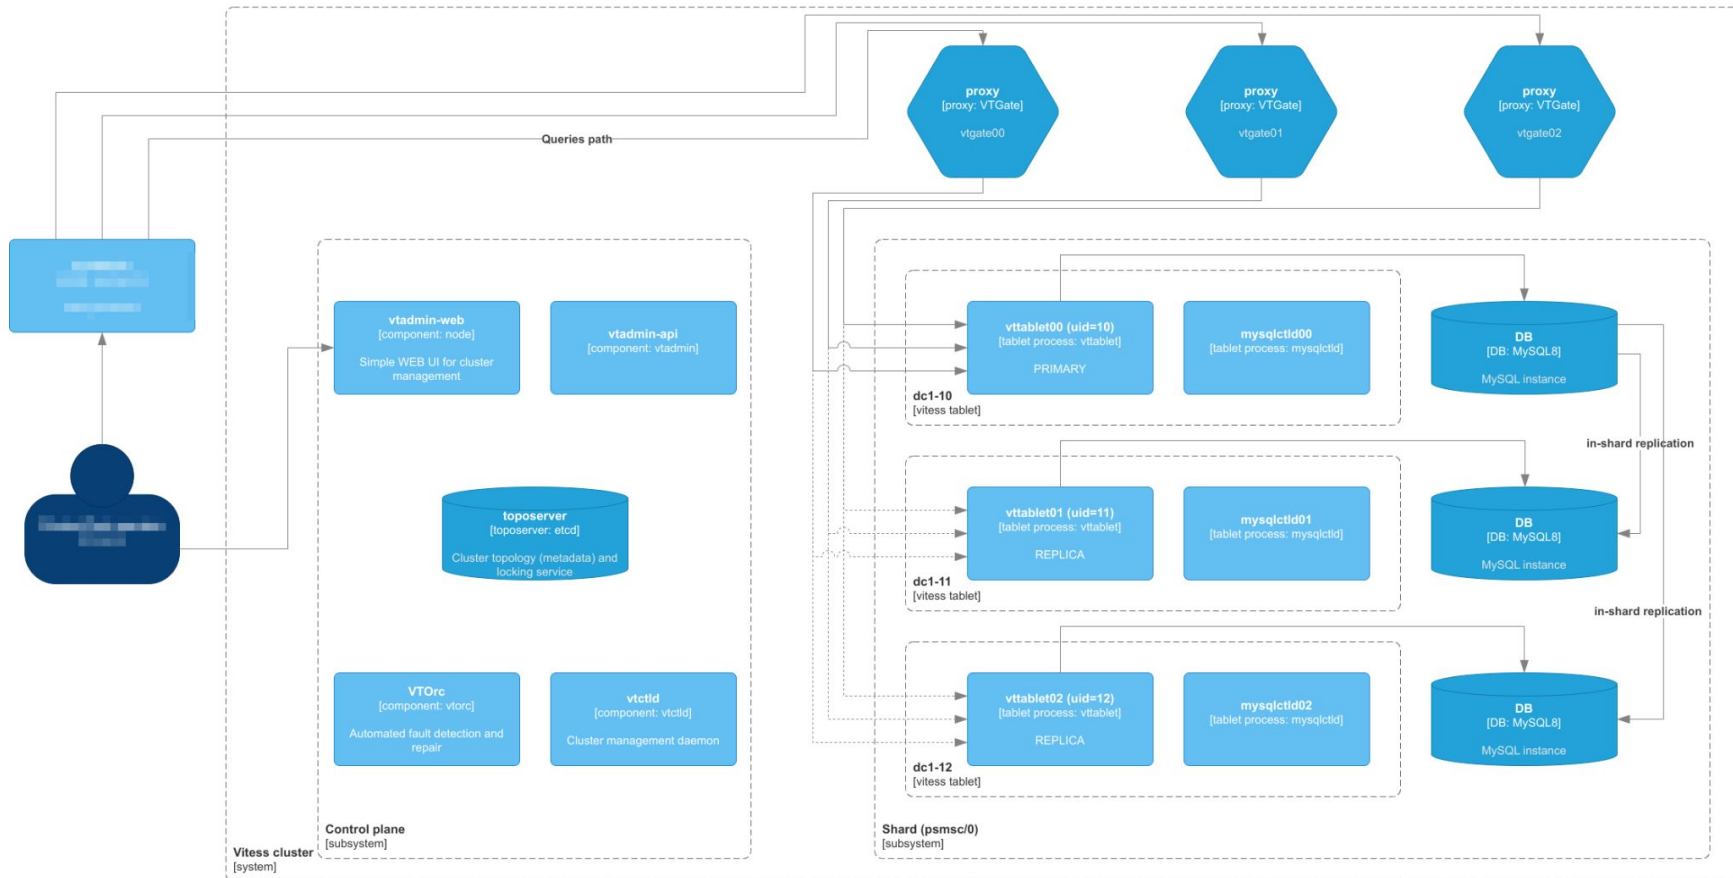 proxy
[proxy: VTGate]
vtgate00
proxy
[proxy: VTGate]
vtgate01
proxy
[proxy: VTGate]
vtgate02
Queries path
vtadmin-web
[component: node]
Simple WEB UI for cluster
management
vtadmin-api
[component: vtadmin]
toposerver
[toposerver: etcd]
Cluster topology (metadata) and
locking service
VTOrc
[component: vtorc]
Automated fault detection and
repair
vtctld
[component: vtctld]
Cluster management daemon
Control plane
[subsystem]
Vitess cluster
[system]
vttablet00 (uid=10)
[tablet process: vttablet]
PRIMARY
mysqlctld00
[tablet process: mysqlctld]
dc1-10
[vitess tablet]
DB
[DB: MySQL8]
MySQL instance
in-shard replication
vttablet01 (uid=11)
[tablet process: vttablet]
REPLICA
mysqlctld01
[tablet process: mysqlctld]
dc1-11
[vitess tablet]
DB
[DB: MySQL8]
MySQL instance
in-shard replication
vttablet02 (uid=12)
[tablet process: vttablet]
REPLICA
mysqlctld02
[tablet process: mysqlctld]
dc1-12
[vitess tablet]
DB
[DB: MySQL8]
MySQL instance
Shard (psmsc/0)
[subsystem]